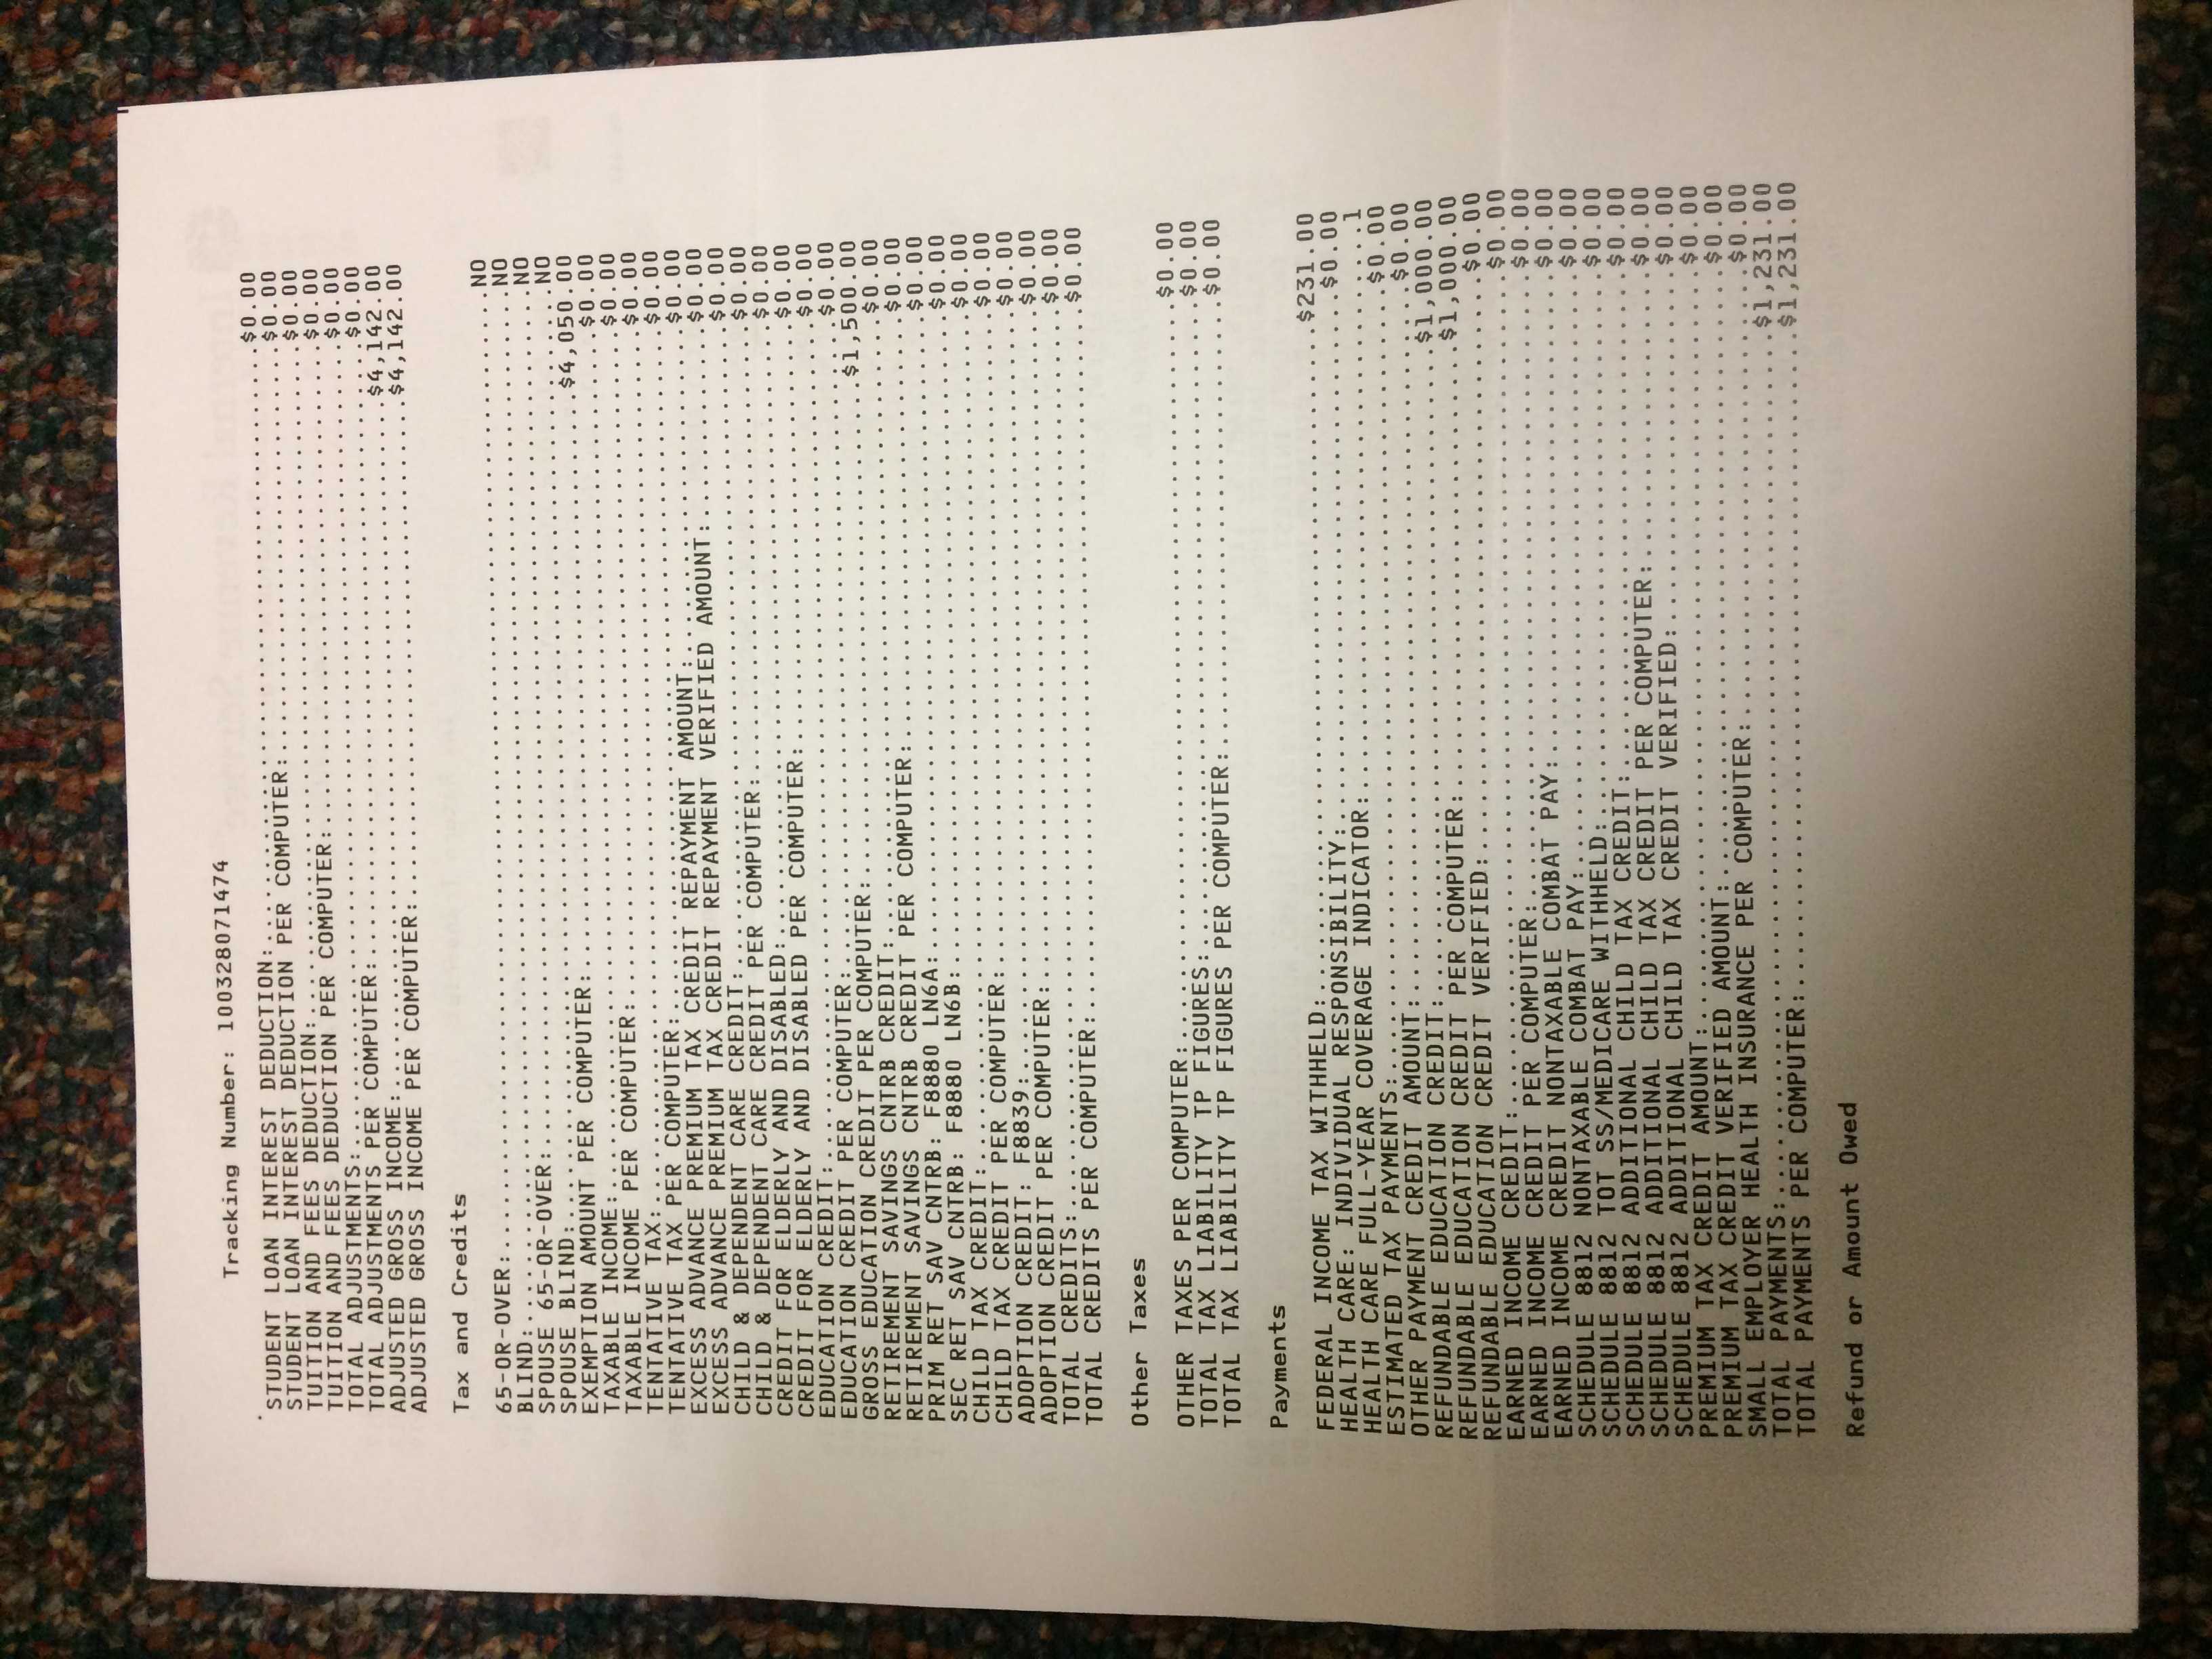 Tracking Number: 100328071474
STUDENT LOAN INTEREST DEDUCTION:...$0.00
STUDENT LOAN INTEREST DEDUCTION PER COMPUTER:...$0.00
TUITION AND FEES DEDUCTION:...$0.00
TUITION AND FEES DEDUCTION PER COMPUTER:...$0.00
TOTAL ADJUSTMENTS:...$0.00
TOTAL ADJUSTMENTS PER COMPUTER:...$0.00
ADJUSTED GROSS INCOME:...$4,142.00
ADJUSTED GROSS INCOME PER COMPUTER:...$4,142.00
Tax and Credits
65-OR-OVER:...NO
BLIND:...NO
SPOUSE 65-OR-OVER:...NO
SPOUSE BLIND:...NO
EXEMPTION AMOUNT PER COMPUTER:...$4,050.00
TAXABLE INCOME:...$0.00
TAXABLE INCOME PER COMPUTER:...$0.00
TENTATIVE TAX:...$0.00
TENTATIVE TAX PER COMPUTER:...$0.00
EXCESS ADVANCE PREMIUM TAX CREDIT REPAYMENT AMOUNT:...$0.00
EXCESS ADVANCE PREMIUM TAX CREDIT REPAYMENT VERIFIED AMOUNT:...$0.00
CHILD & DEPENDENT CARE CREDIT:...$0.00
CHILD & DEPENDENT CARE CREDIT PER COMPUTER:...$0.00
CREDIT FOR ELDERLY AND DISABLED:...$0.00
CREDIT FOR ELDERLY AND DISABLED PER COMPUTER:...$0.00
EDUCATION CREDIT:...$0.00
EDUCATION CREDIT PER COMPUTER:...$0.00
GROSS EDUCATION CREDIT PER COMPUTER:...$1,500.00
RETIREMENT SAVINGS CNTRB CREDIT:...$0.00
RETIREMENT SAVINGS CNTRB CREDIT PER COMPUTER:...$0.00
PRIM RET SAV CNTRB: F8880 LN6A:...$0.00
SEC RET SAV CNTRB: F8880 LN6B:...$0.00
CHILD TAX CREDIT:...$0.00
CHILD TAX CREDIT PER COMPUTER:...$0.00
ADOPTION CREDIT: F8839:...$0.00
ADOPTION CREDIT PER COMPUTER:...$0.00
TOTAL CREDITS:...$0.00
TOTAL CREDITS PER COMPUTER:...$0.00
Other Taxes
OTHER TAXES PER COMPUTER:...$0.00
TOTAL TAX LIABILITY TP FIGURES:...$0.00
TOTAL TAX LIABILITY TP FIGURES PER COMPUTER:...$0.00
Payments
FEDERAL INCOME TAX WITHHELD:...$231.00
HEALTH CARE: INDIVIDUAL RESPONSIBILITY:...$0.00
HEALTH CARE FULL-YEAR COVERAGE INDICATOR:...1
ESTIMATED TAX PAYMENTS:...$0.00
OTHER PAYMENT CREDIT AMOUNT:...$0.00
REFUNDABLE EDUCATION CREDIT:...$1,000.00
REFUNDABLE EDUCATION CREDIT PER COMPUTER:...$1,000.00
REFUNDABLE EDUCATION CREDIT VERIFIED:...$0.00
EARNED INCOME CREDIT:...$0.00
EARNED INCOME CREDIT PER COMPUTER:...$0.00
EARNED INCOME CREDIT NONTAXABLE COMBAT PAY:...$0.00
SCHEDULE 8812 NONTAXABLE COMBAT PAY:...$0.00
SCHEDULE 8812 TOT SS/MEDICARE WITHHELD:...$0.00
SCHEDULE 8812 ADDITIONAL CHILD TAX CREDIT:...$0.00
SCHEDULE 8812 ADDITIONAL CHILD TAX CREDIT PER COMPUTER:...$0.00
SCHEDULE 8812 ADDITIONAL CHILD TAX CREDIT VERIFIED:...$0.00
PREMIUM TAX CREDIT AMOUNT:...$0.00
PREMIUM TAX CREDIT VERIFIED AMOUNT:...$0.00
SMALL EMPLOYER HEALTH INSURANCE PER COMPUTER:...$0.00
TOTAL PAYMENTS:...$1,231.00
TOTAL PAYMENTS PER COMPUTER:...$1,231.00
Refund or Amount Owed